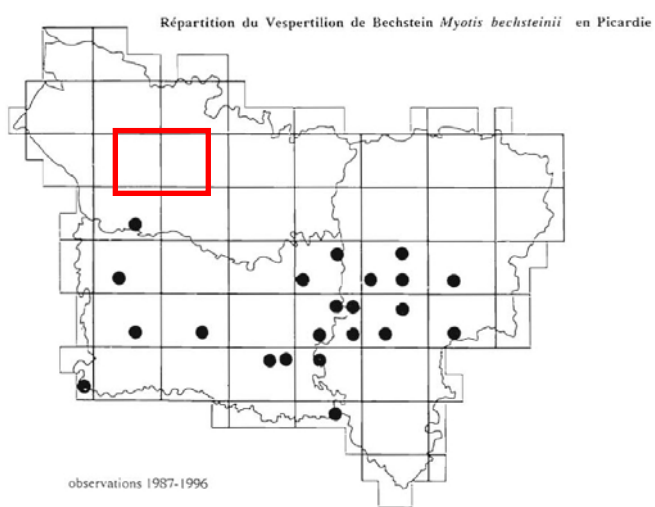 Répartition du Vespertilion de Bechstein Myotis bechsteinii en Picardie
observations 1987-1996